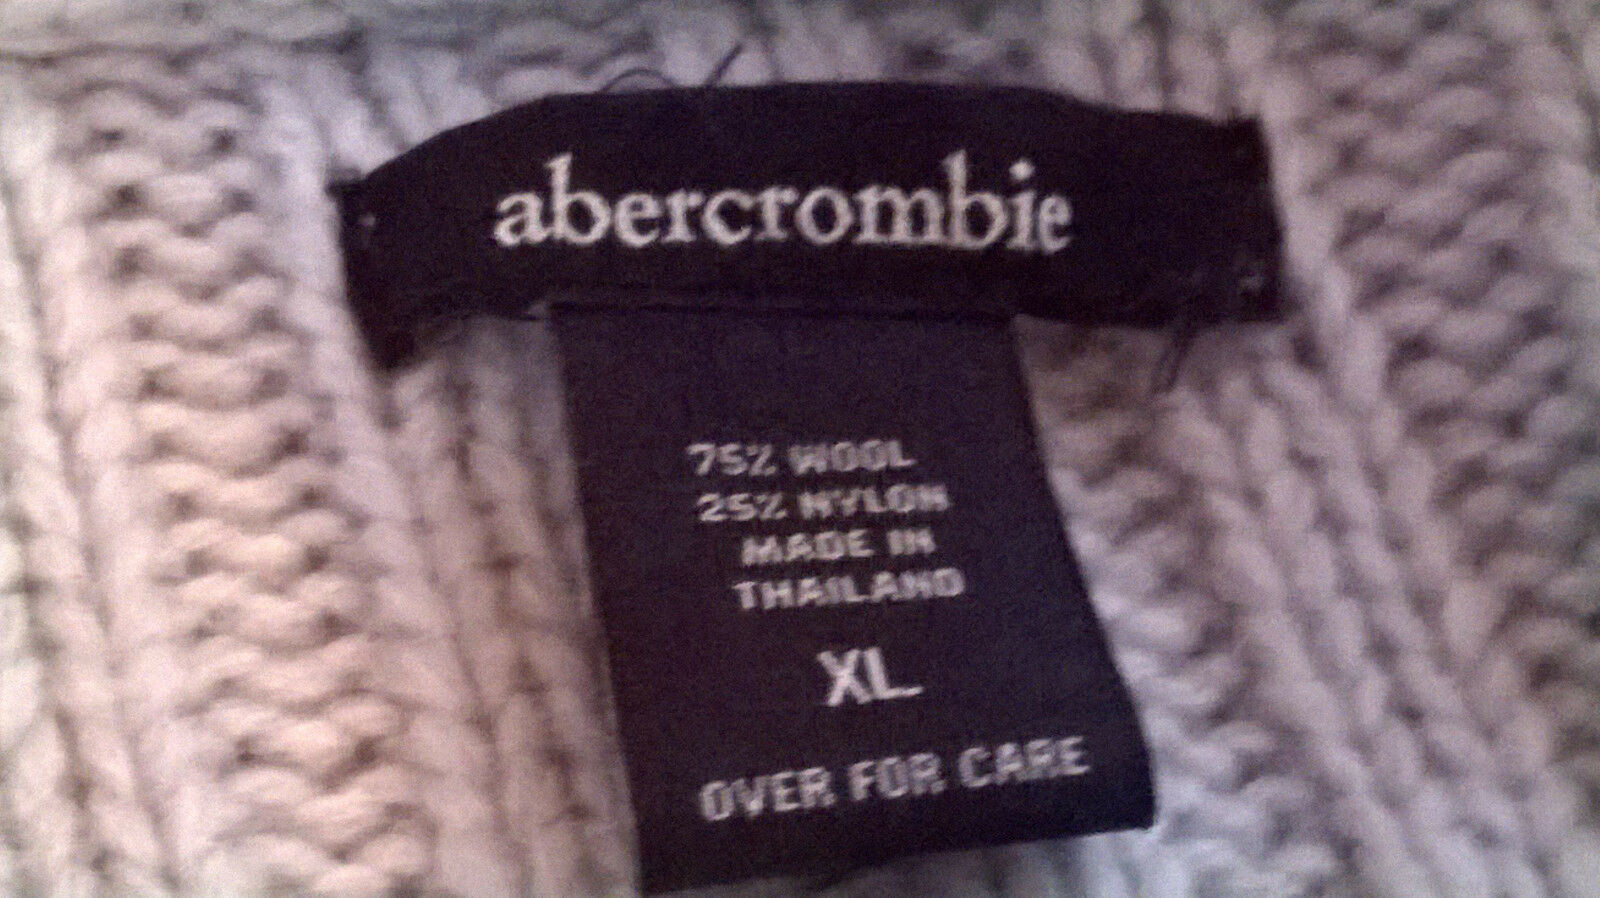 abercrombie
75% WOOL
25% NYLON
MADE IN
THAILAND
XL
OVER FOR CARE